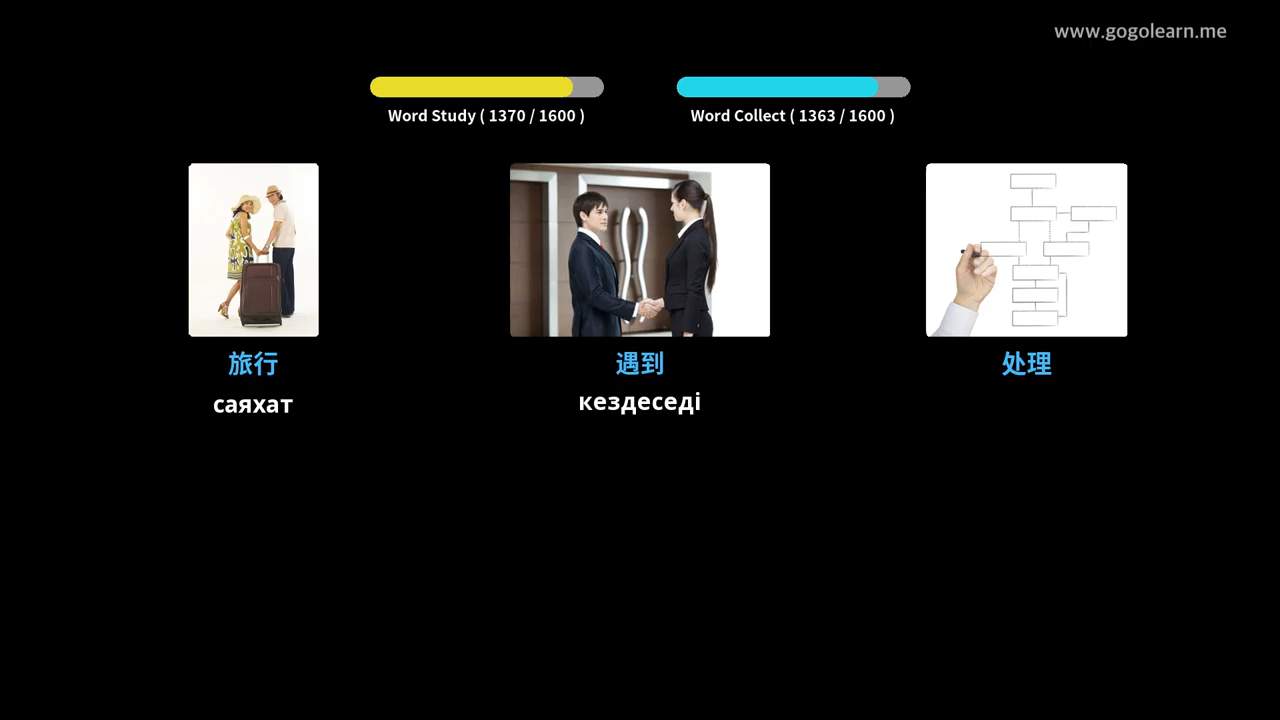 www.gogolearn.me
Word Study ( 1370 / 1600 )
Word Collect ( 1363 / 1600 )
旅行
遇到
处理
саяхат
кездеседі